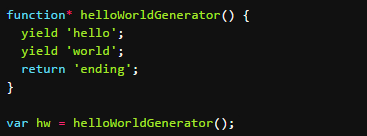 function* helloWorldGenerator() {
  yield 'hello';
  yield 'world';
  return 'ending';
}

var hw = helloWorldGenerator();